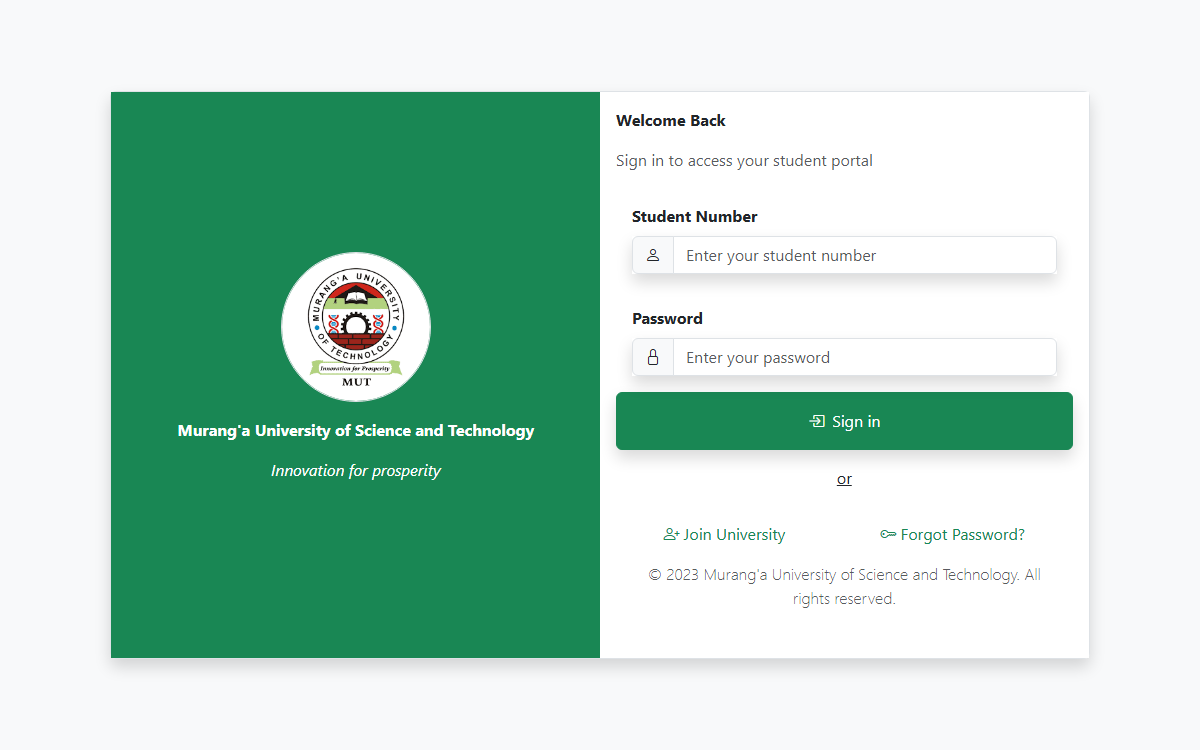 MURANG'A UNIVERSITY
OF TECHNOLOGY
Innovation for Prosperity
MUT
Murang'a University of Science and Technology
Innovation for prosperity
Welcome Back
Sign in to access your student portal
Student Number
Enter your student number
Password
Enter your password
Sign in
or
Join University
Forgot Password?
© 2023 Murang'a University of Science and Technology. All
rights reserved.